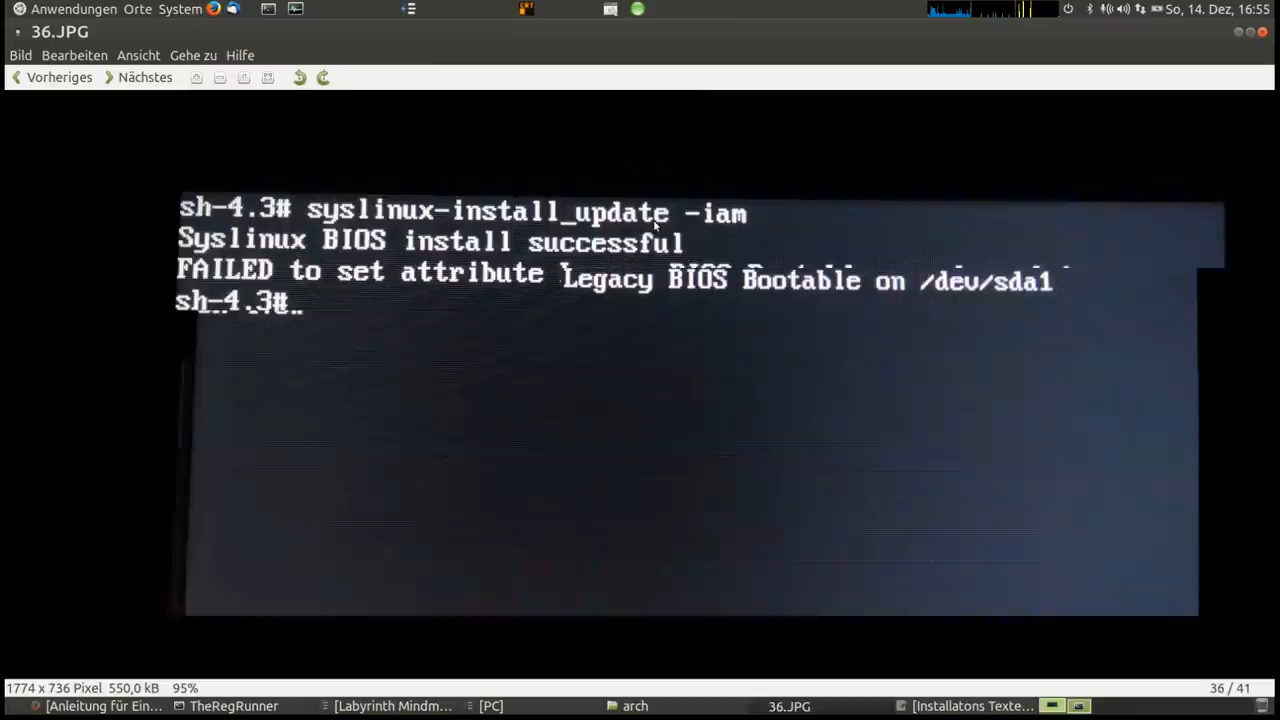 Anwendungen Orte System So, 14. Dez, 16:55
36.JPG
Bild Bearbeiten Ansicht Gehe zu Hilfe
Vorheriges Nächstes
sh-4.3# syslinux-install_update -iam
Syslinux BIOS install successful
FAILED to set attribute Legacy BIOS Bootable on /dev/sda1
sh-4.3#
1774 x 736 Pixel 550,0 kB 95% 36 / 41
[Anleitung für Ein... TheRegRunner [Labyrinth Mindm... [PC] arch 36.JPG [Installatons Texte...